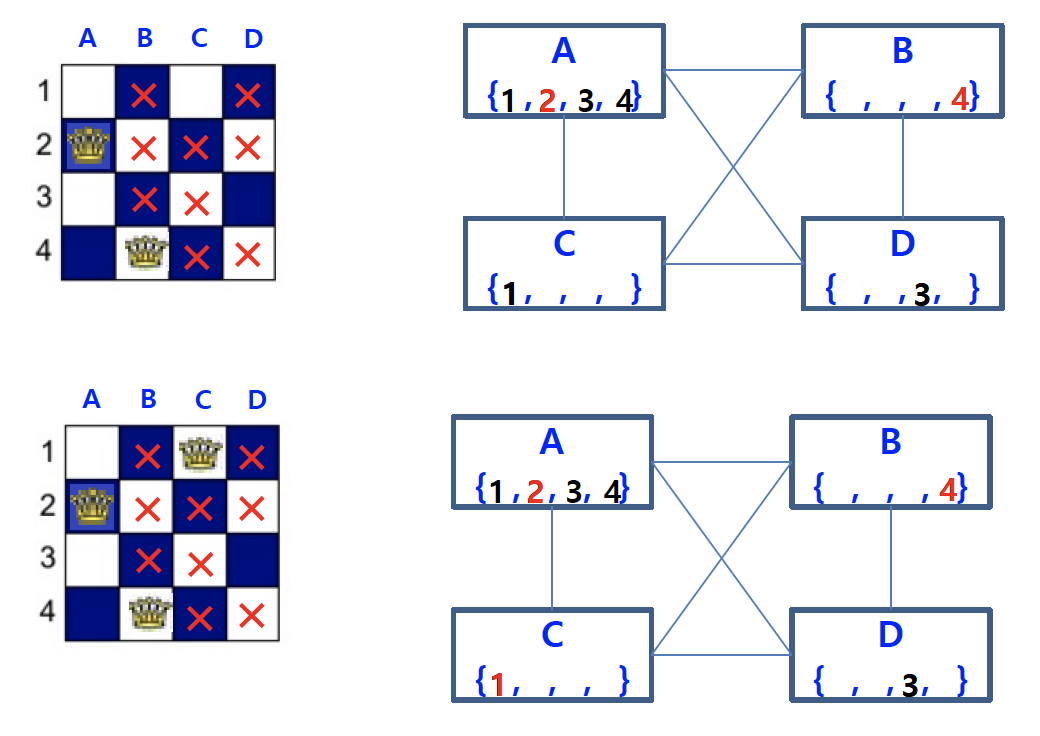 A B C D
1
2
3
4
A
{1 ,2, 3, 4}
B
{ , , ,4}
C
{1, , , }
D
{ , ,3, }
A B C D
1
2
3
4
A
{1 ,2, 3, 4}
B
{ , , ,4}
C
{1, , , }
D
{ , ,3, }